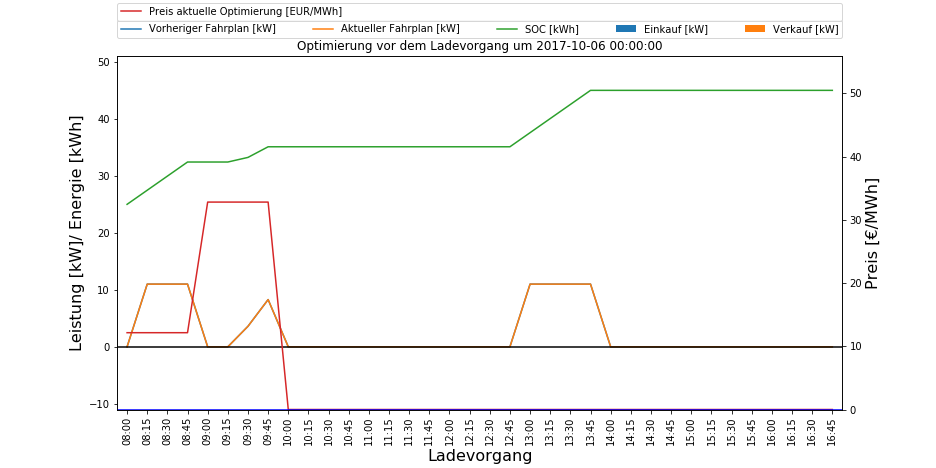 Preis aktuelle Optimierung [EUR/MWh]
Vorheriger Fahrplan [kW] Aktueller Fahrplan [kW] SOC [kWh] Einkauf [kW] Verkauf [kW]
Optimierung vor dem Ladevorgang um 2017-10-06 00:00:00
Leistung [kW]/ Energie [kWh]
50
40
30
20
10
0
−10
50
40
30
20
10
0
Preis [€/MWh]
08:00 08:15 08:30 08:45 09:00 09:15 09:30 09:45 10:00 10:15 10:30 10:45 11:00 11:15 11:30 11:45 12:00 12:15 12:30 12:45 13:00 13:15 13:30 13:45 14:00 14:15 14:30 14:45 15:00 15:15 15:30 15:45 16:00 16:15 16:30 16:45
Ladevorgang